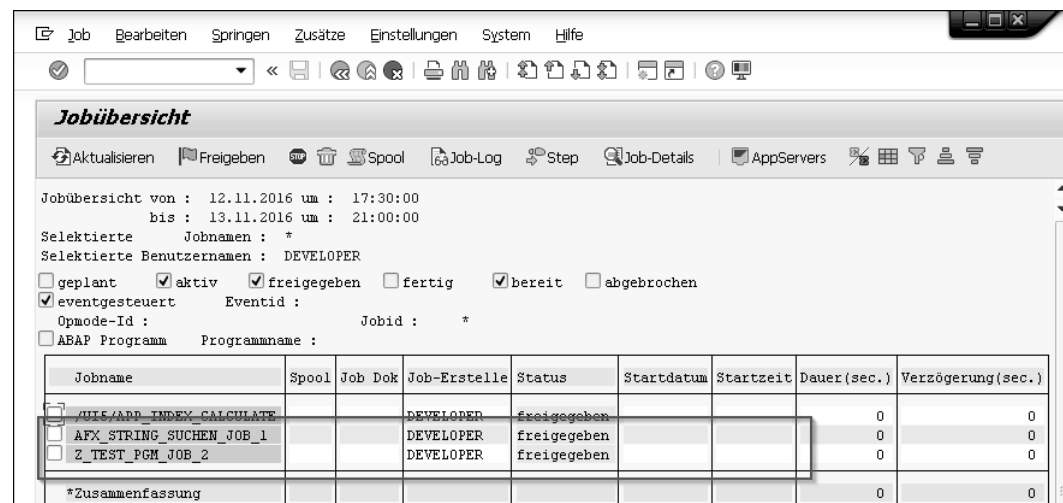 Job Bearbeiten Springen Zusätze Einstellungen System Hilfe
Jobübersicht
Aktualisieren Freigeben STOP Spool Job-Log Step Job-Details AppServers
Jobübersicht von : 12.11.2016 um : 17:30:00
bis : 13.11.2016 um : 21:00:00
Selektierte Jobnamen : *
Selektierte Benutzernamen : DEVELOPER
geplant aktiv freigegeben fertig bereit abgebrochen
eventgesteuert Eventid :
Opmode-Id : Jobid : *
ABAP Programm Programmname :
Jobname Spool Job Dok Job-Erstelle Status Startdatum Startzeit Dauer(sec.) Verzögerung(sec.)
/UI5/APP_INDEX_CALCULATE DEVELOPER freigegeben 0 0
AFX_STRING_SUCHEN_JOB_1 DEVELOPER freigegeben 0 0
Z_TEST_PGM_JOB_2 DEVELOPER freigegeben 0 0
*Zusammenfassung 0 0